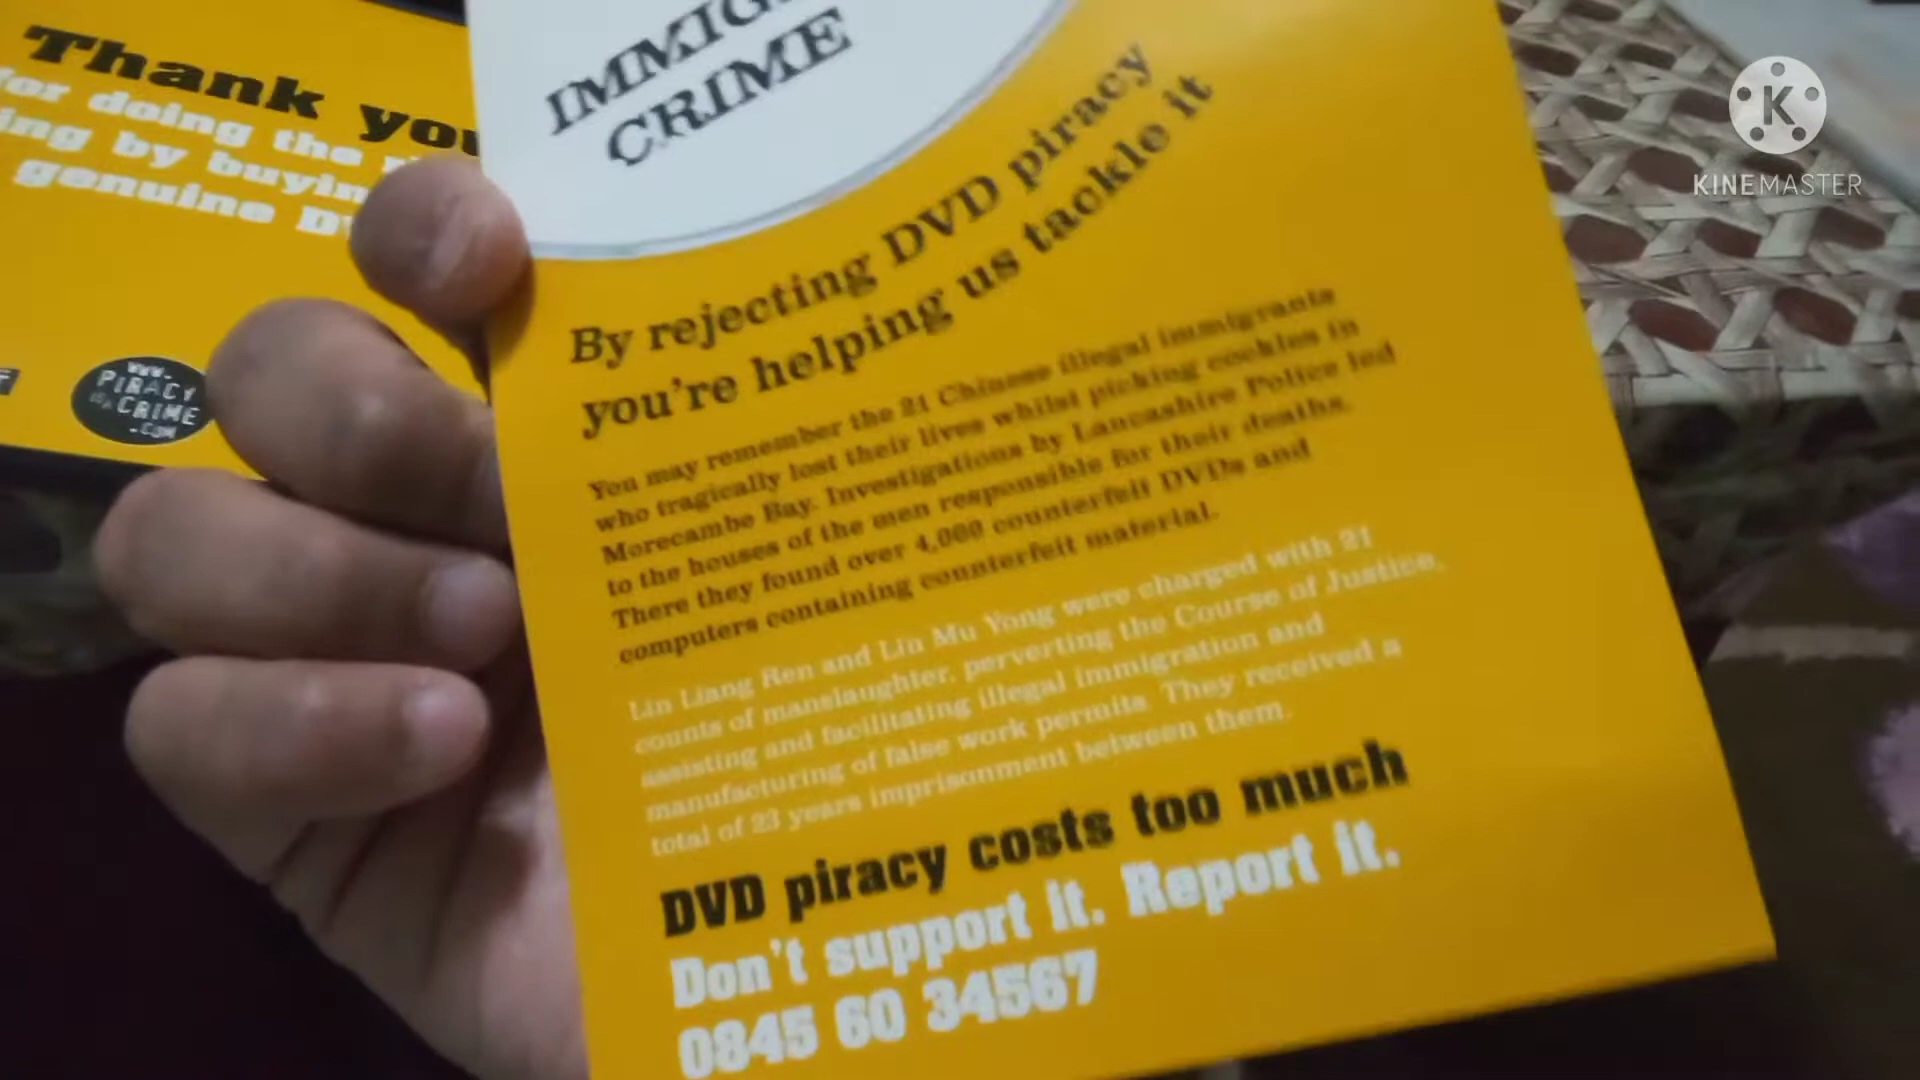 Thank you
for doing the
ing by buyin
genuine D
WWW.
PIRACY
IS A
CRIME
.COM
IMMIG
CRIME
By rejecting DVD piracy
you're helping us tackle it
You may remember the 21 Chinese illegal immigrants
who tragically lost their lives whilst picking cockles in
Morecambe Bay. Investigations by Lancashire Police led
to the houses of the men responsible for their deaths.
There they found over 4,000 counterfeit DVDs and
computers containing counterfeit material.
Lin Liang Ren and Lin Mu Yong were charged with 21
counts of manslaughter, perverting the Course of Justice,
assisting and facilitating illegal immigration and
manufacturing of false work permits. They received a
total of 23 years imprisonment between them.
DVD piracy costs too much
Don't support it. Report it.
0845 60 34567
K
KINEMASTER